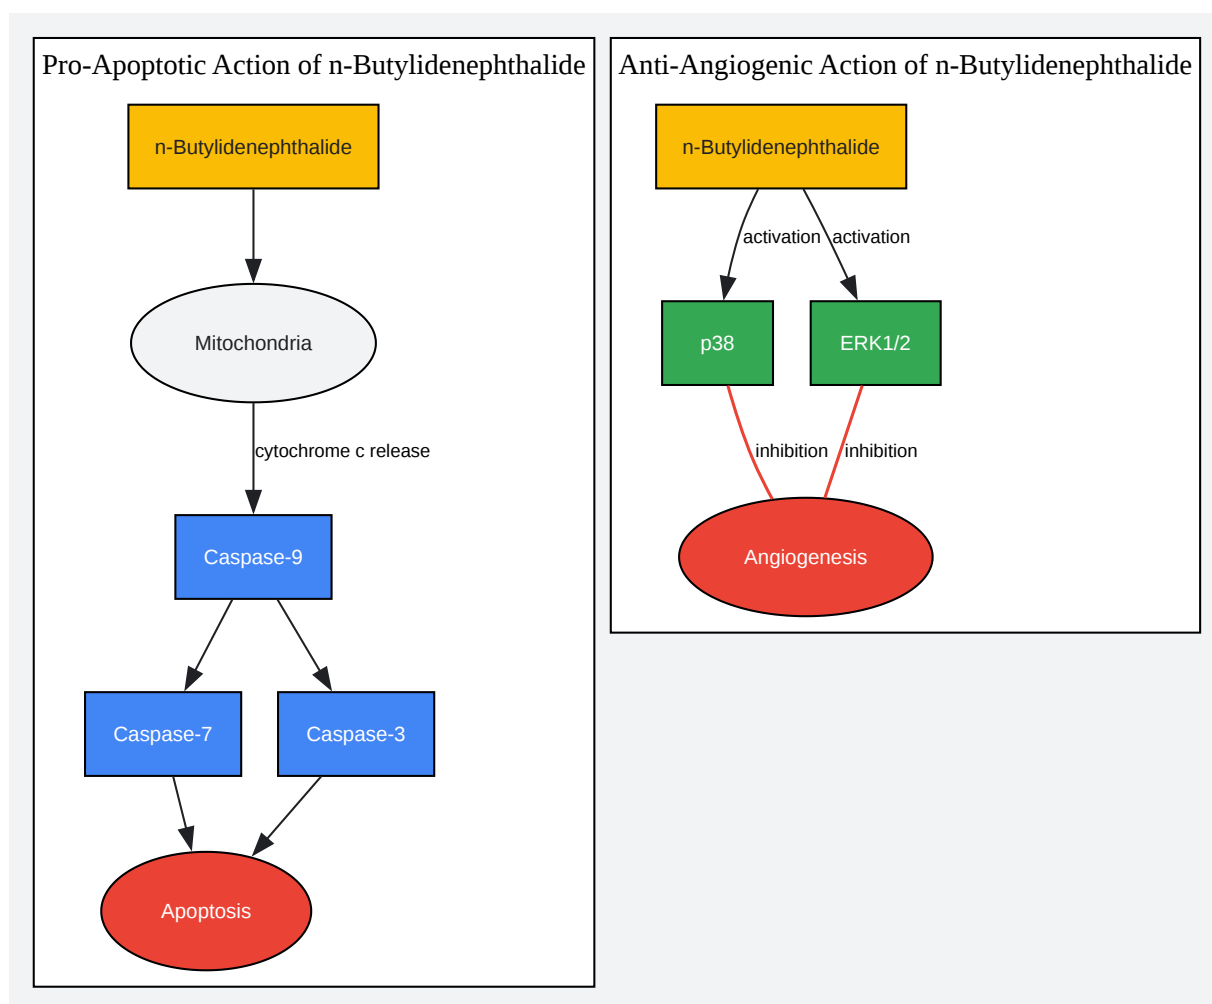 Pro-Apoptotic Action of n-Butylidenephthalide
n-Butylidenephthalide
Mitochondria
cytochrome c release
Caspase-9
Caspase-7
Caspase-3
Apoptosis
Anti-Angiogenic Action of n-Butylidenephthalide
n-Butylidenephthalide
activation
activation
p38
ERK1/2
inhibition
inhibition
Angiogenesis